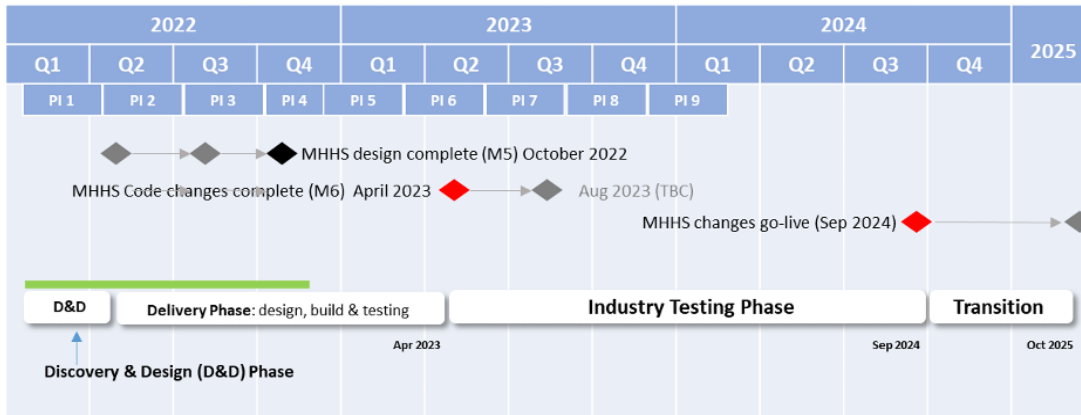 2022 2023 2024 2025
Q1 Q2 Q3 Q4 Q1 Q2 Q3 Q4 Q1 Q2 Q3 Q4
PI 1 PI 2 PI 3 PI 4 PI 5 PI 6 PI 7 PI 8 PI 9
MHHS design complete (M5) October 2022
MHHS Code changes complete (M6) April 2023 Aug 2023 (TBC)
MHHS changes go-live (Sep 2024)
D&D Delivery Phase: design, build & testing Industry Testing Phase Transition
Apr 2023 Sep 2024 Oct 2025
Discovery & Design (D&D) Phase